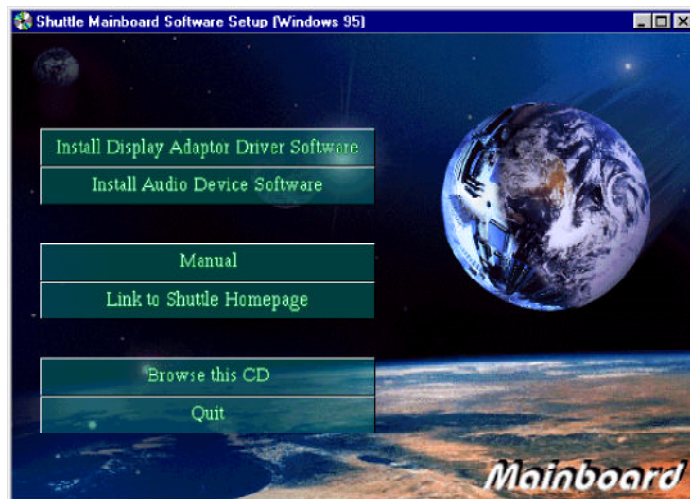 Shuttle Mainboard Software Setup [Windows 95]
Install Display Adaptor Driver Software
Install Audio Device Software
Manual
Link to Shuttle Homepage
Browse this CD
Quit
Mainboard